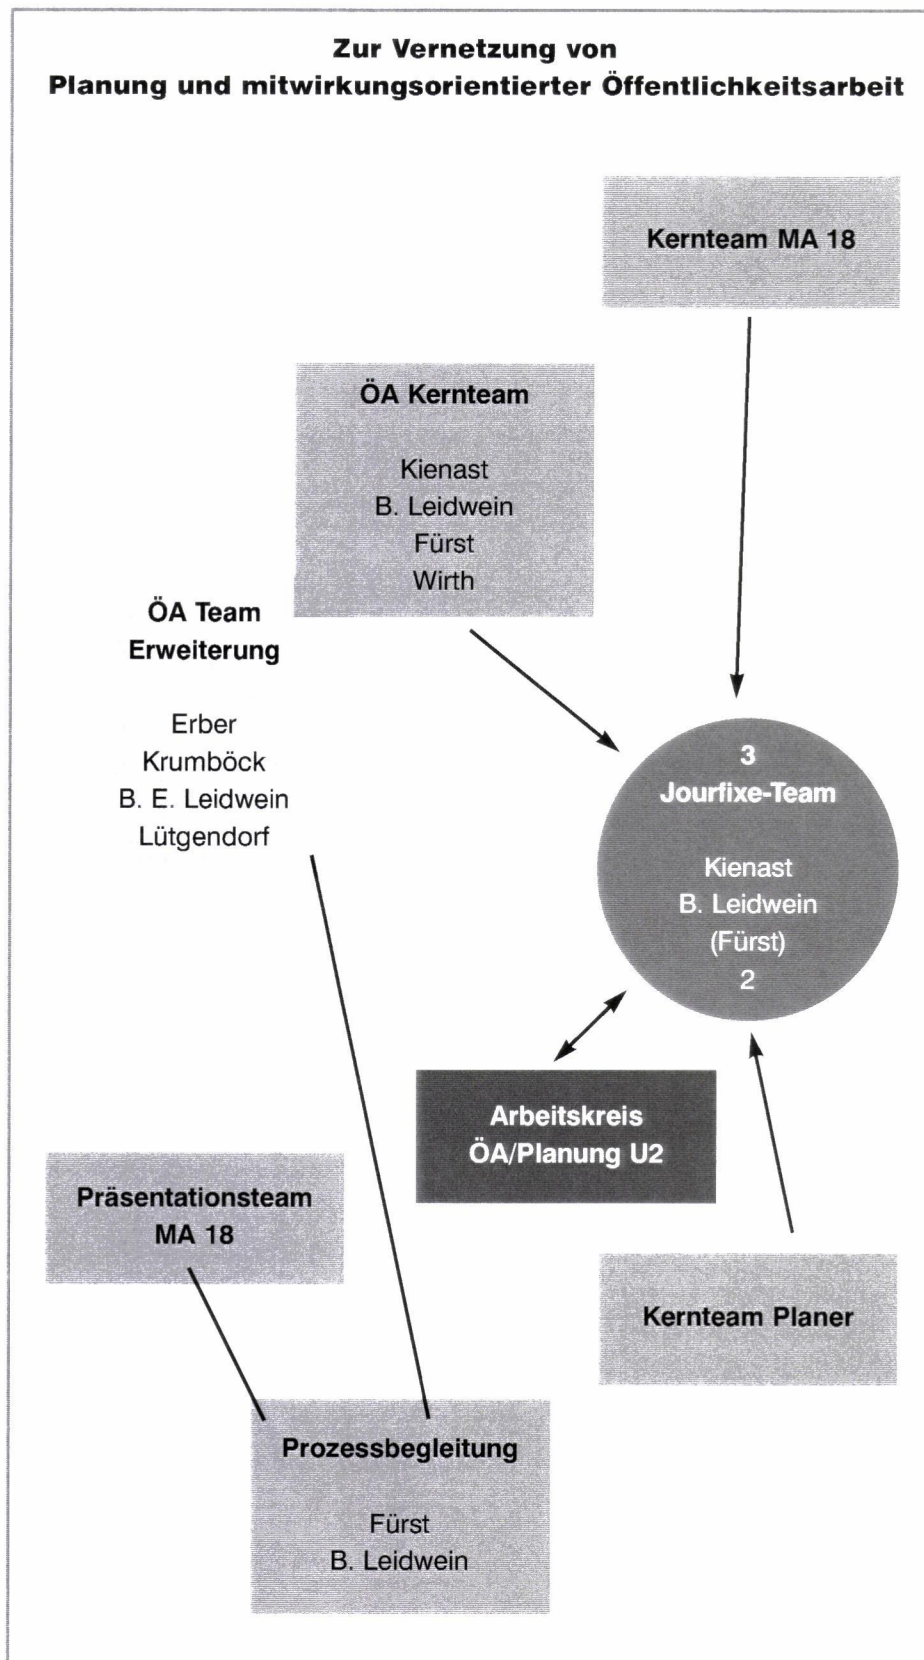 Zur Vernetzung von
Planung und mitwirkungsorientierter Öffentlichkeitsarbeit
Kernteam MA 18
ÖA Kernteam
Kienast
B. Leidwein
Fürst
Wirth
ÖA Team
Erweiterung
Erber
Krumböck
B. E. Leidwein
Lütgendorf
3
Jourfixe-Team
Kienast
B. Leidwein
(Fürst)
2
Arbeitskreis
ÖA/Planung U2
Präsentationsteam
MA 18
Kernteam Planer
Prozessbegleitung
Fürst
B. Leidwein